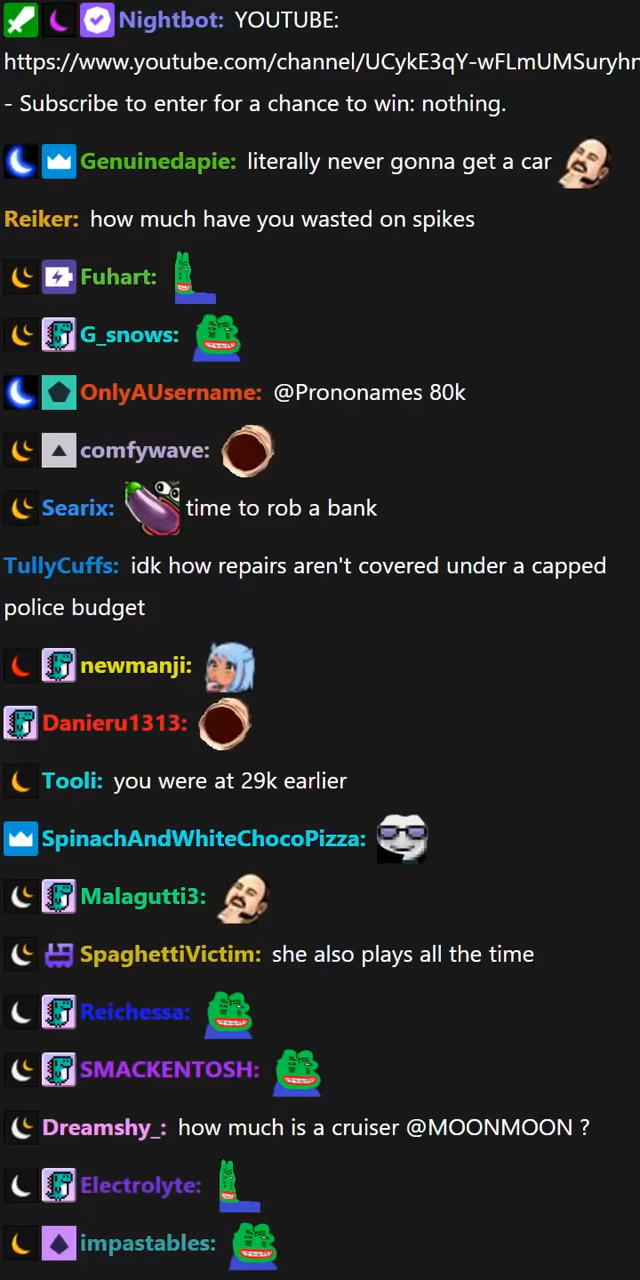 Nightbot: YOUTUBE:
https://www.youtube.com/channel/UCykE3qY-wFLmUMSuryhn
- Subscribe to enter for a chance to win: nothing.
Genuinedapie: literally never gonna get a car
Reiker: how much have you wasted on spikes
Fuhart:
G_snows:
OnlyAUsername: @Prononames 80k
comfywave:
Searix: time to rob a bank
TullyCuffs: idk how repairs aren't covered under a capped
police budget
newmanji:
Danieru1313:
Tooli: you were at 29k earlier
SpinachAndWhiteChocoPizza:
Malagutti3:
SpaghettiVictim: she also plays all the time
Reichessa:
SMACKENTOSH:
Dreamshy_: how much is a cruiser @MOONMOON ?
Electrolyte:
impastables: